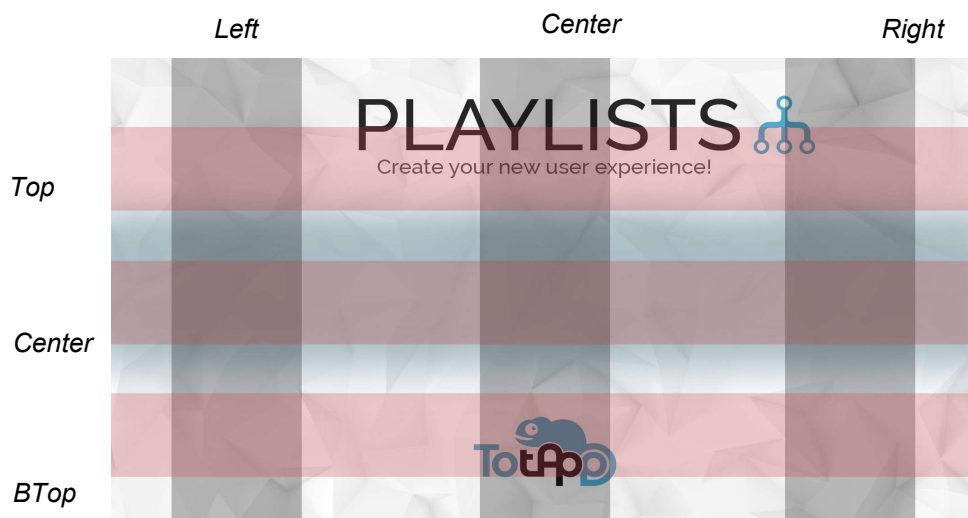 Left Center Right
PLAYLISTS
Create your new user experience!
Top
Center
TotApp
BTop